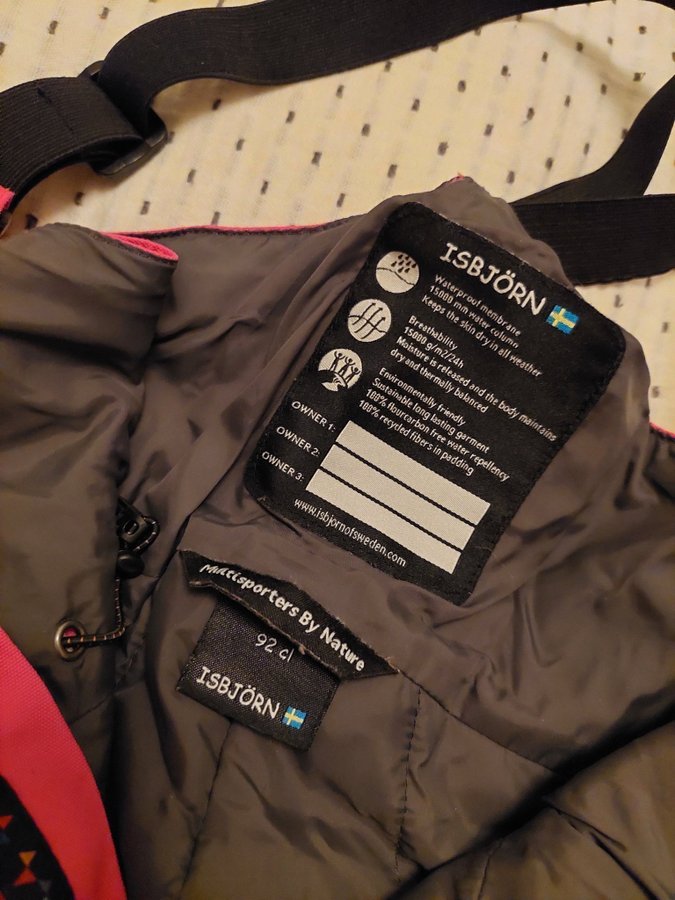 ISBJÖRN
Waterproof membrane
15000 mm water column
Keeps the skin dry in all weather
Breathability
15000 g/m2/24h
Moisture is released and the body maintains
dry and thermally balanced
Environmentally friendly
Sustainable long lasting garment
100% flourcarbon free water repellency
100% recycled fibers in padding
OWNER 1:
OWNER 2:
OWNER 3:
www.isbjornofsweden.com
Multisporters By Nature
92 cl
ISBJÖRN